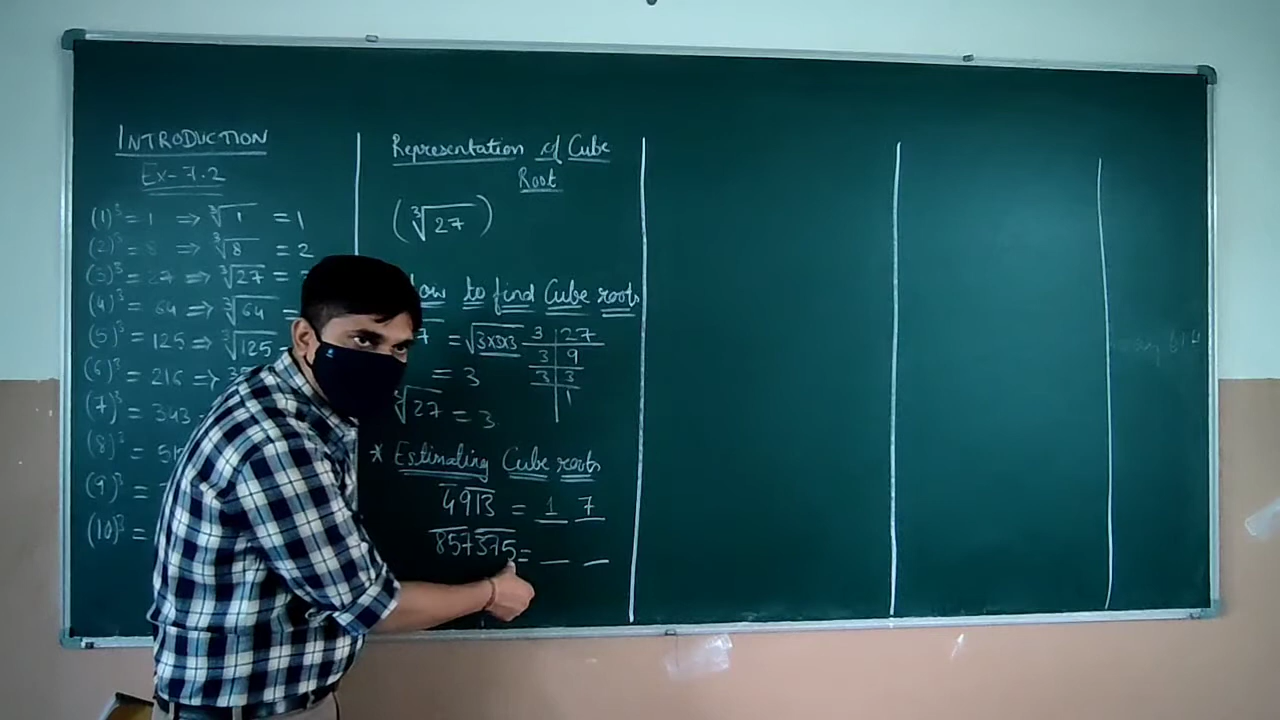 INTRODUCTION
Ex-7.2
(1)³ = 1 ⇒ ∛1 = 1
(2)³ = 8 ⇒ ∛8 = 2
(3)³ = 27 ⇒ ∛27 =
(4)³ = 64 ⇒ ∛64 =
(5)³ = 125 ⇒ ∛125 =
(6)³ = 216 ⇒
(7)³ = 343
(8)³ =
(9)³ =
(10)³ =
Representation of Cube
Root
(∛27)
to find Cube roots
= √3×3×3
= 3
3 27
3 9
3 3
1
∛27 = 3
* Estimating Cube roots
4913 = 1 7
857375 = _ _